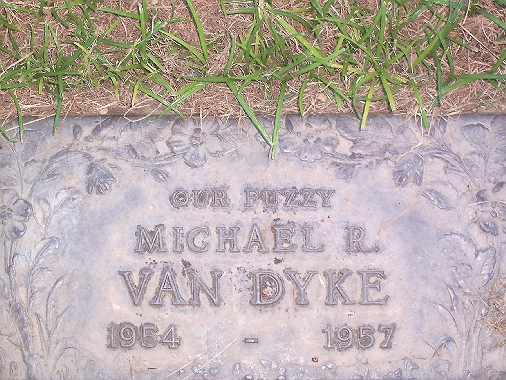 OUR FUZZY
MICHAEL R.
VAN DYKE
1954 - 1957